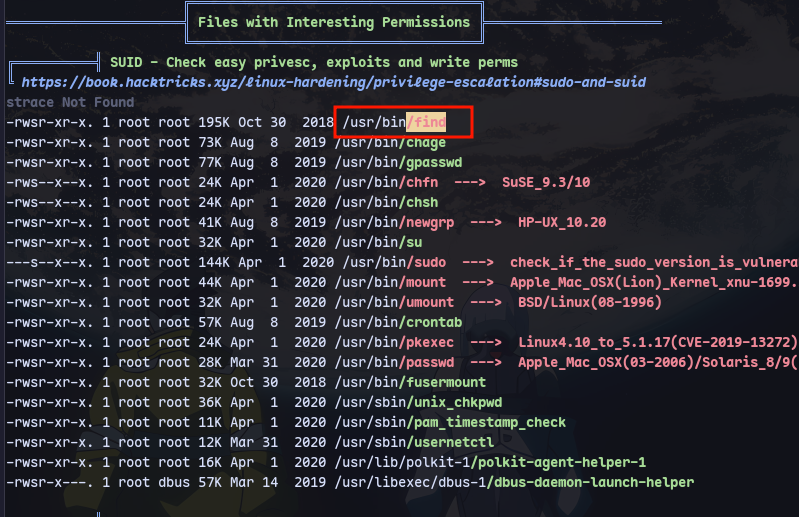 Files with Interesting Permissions
SUID - Check easy privesc, exploits and write perms
https://book.hacktricks.xyz/linux-hardening/privilege-escalation#sudo-and-suid
strace Not Found
-rwsr-xr-x. 1 root root 195K Oct 30  2018 /usr/bin/find
-rwsr-xr-x. 1 root root 73K Aug  8  2019 /usr/bin/chage
-rwsr-xr-x. 1 root root 77K Aug  8  2019 /usr/bin/gpasswd
-rws--x--x. 1 root root 24K Apr  1  2020 /usr/bin/chfn  --->  SuSE_9.3/10
-rws--x--x. 1 root root 24K Apr  1  2020 /usr/bin/chsh
-rwsr-xr-x. 1 root root 41K Aug  8  2019 /usr/bin/newgrp  --->  HP-UX_10.20
-rwsr-xr-x. 1 root root 32K Apr  1  2020 /usr/bin/su
---s--x--x. 1 root root 144K Apr  1  2020 /usr/bin/sudo  --->  check_if_the_sudo_version_is_vulnera
-rwsr-xr-x. 1 root root 44K Apr  1  2020 /usr/bin/mount  --->  Apple_Mac_OSX(Lion)_Kernel_xnu-1699.
-rwsr-xr-x. 1 root root 32K Apr  1  2020 /usr/bin/umount  --->  BSD/Linux(08-1996)
-rwsr-xr-x. 1 root root 57K Aug  8  2019 /usr/bin/crontab
-rwsr-xr-x. 1 root root 24K Apr  1  2020 /usr/bin/pkexec  --->  Linux4.10_to_5.1.17(CVE-2019-13272)
-rwsr-xr-x. 1 root root 28K Mar 31  2020 /usr/bin/passwd  --->  Apple_Mac_OSX(03-2006)/Solaris_8/9(
-rwsr-xr-x. 1 root root 32K Oct 30  2018 /usr/bin/fusermount
-rwsr-xr-x. 1 root root 36K Apr  1  2020 /usr/sbin/unix_chkpwd
-rwsr-xr-x. 1 root root 11K Apr  1  2020 /usr/sbin/pam_timestamp_check
-rwsr-xr-x. 1 root root 12K Mar 31  2020 /usr/sbin/usernetctl
-rwsr-xr-x. 1 root root 16K Apr  1  2020 /usr/lib/polkit-1/polkit-agent-helper-1
-rwsr-x---. 1 root dbus 57K Mar 14  2019 /usr/libexec/dbus-1/dbus-daemon-launch-helper